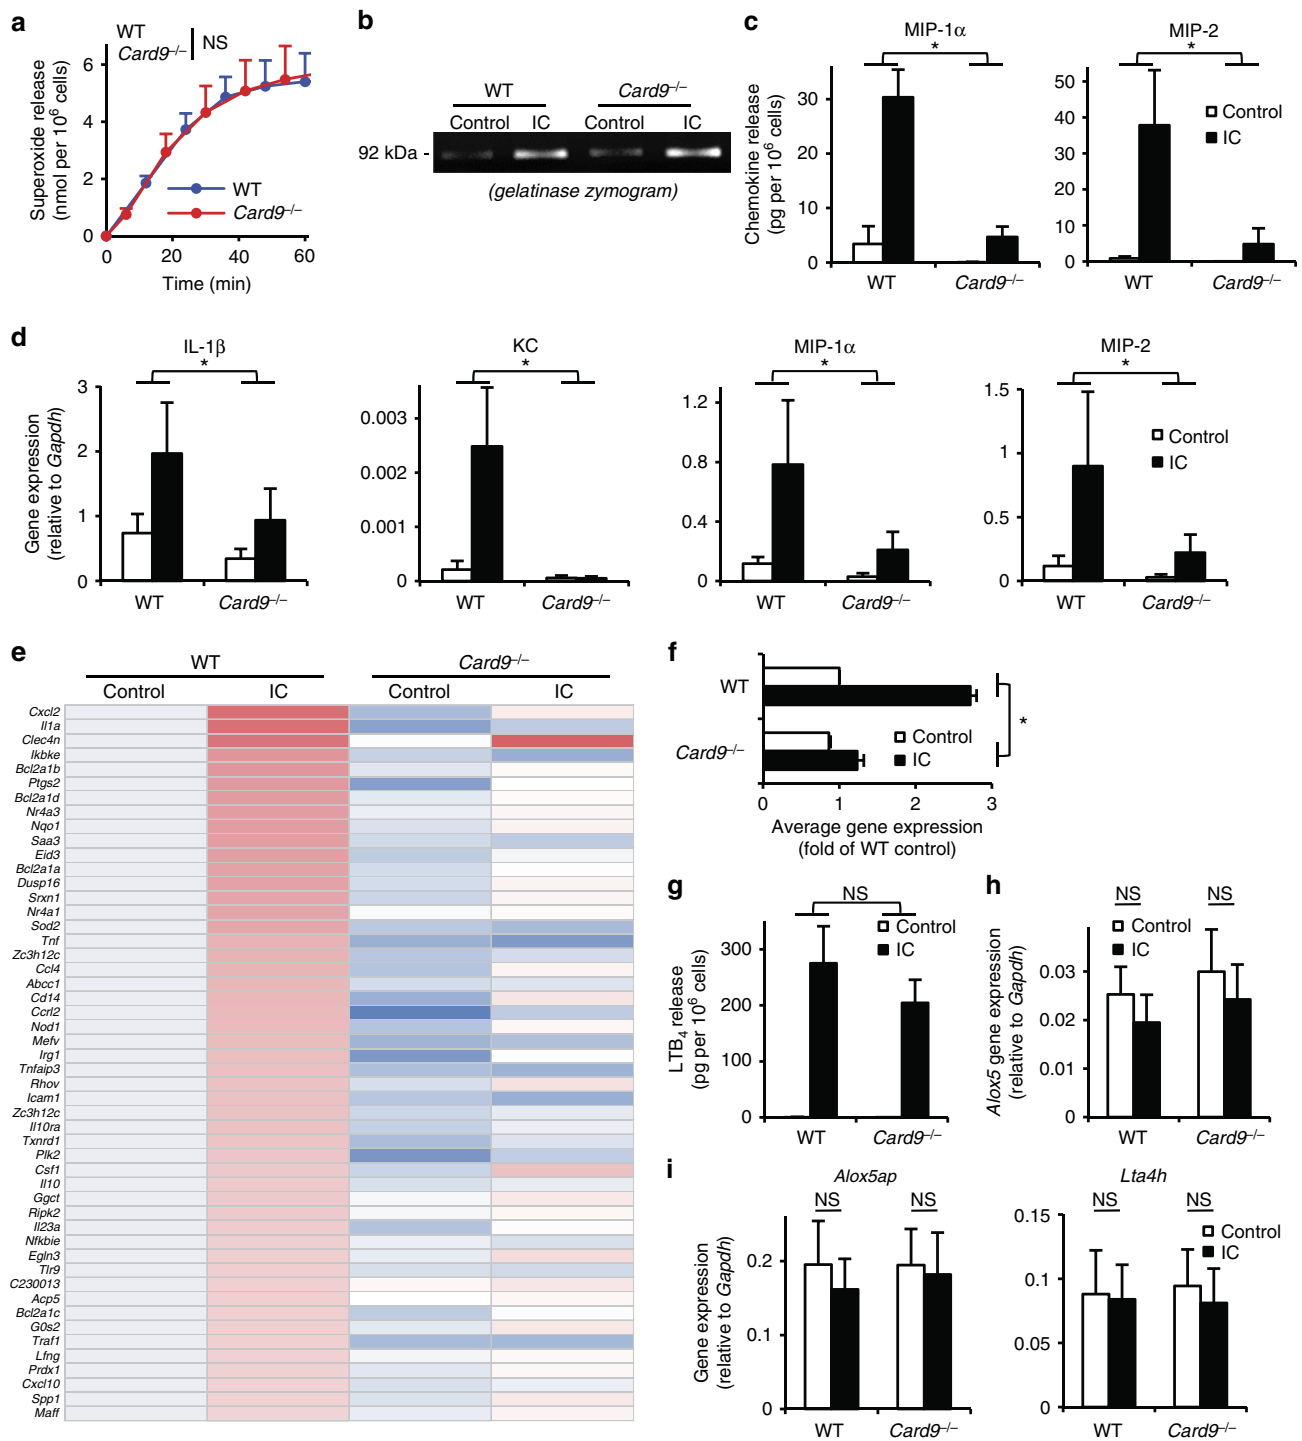 a
WT
Card9–/–
NS
Superoxide release
(nmol per 10^6 cells)
6
4
2
0
WT
Card9–/–
0 20 40 60
Time (min)
b
WT Card9–/–
Control IC Control IC
92 kDa -
(gelatinase zymogram)
c
MIP-1α
*
Chemokine release
(pg per 10^6 cells)
30
20
10
0
WT Card9–/–
MIP-2
*
50
40
30
20
10
0
Control
IC
WT Card9–/–
d
IL-1β
*
Gene expression
(relative to Gapdh)
3
2
1
0
WT Card9–/–
KC
*
0.003
0.002
0.001
0
WT Card9–/–
MIP-1α
*
1.2
0.8
0.4
0
WT Card9–/–
MIP-2
*
1.5
1
0.5
0
Control
IC
WT Card9–/–
e
WT Card9–/–
Control IC Control IC
Cxcl2
Il1a
Clec4n
Ikbke
Bcl2a1b
Ptgs2
Bcl2a1d
Nr4a3
Nqo1
Saa3
Eid3
Bcl2a1a
Dusp16
Srxn1
Nr4a1
Sod2
Tnf
Zc3h12c
Ccl4
Abcc1
Cd14
Ccrl2
Nod1
Mefv
Irg1
Tnfaip3
Rhov
Icam1
Zc3h12c
Il10ra
Txnrd1
Plk2
Csf1
Il10
Ggct
Ripk2
Il23a
Nfkbie
Egln3
Tlr9
C230013
Acp5
Bcl2a1c
G0s2
Traf1
Lfng
Prdx1
Cxcl10
Spp1
Maff
f
WT
Card9–/–
Control
IC
*
0 1 2 3
Average gene expression
(fold of WT control)
g
NS
Control
IC
LTB4 release
(pg per 10^6 cells)
300
200
100
0
WT Card9–/–
h
NS NS
Control
IC
Alox5 gene expression
(relative to Gapdh)
0.03
0.02
0.01
0
WT Card9–/–
i
Alox5ap
NS NS
Gene expression
(relative to Gapdh)
0.2
0.1
0
WT Card9–/–
Lta4h
NS NS
Control
IC
0.15
0.1
0.05
0
WT Card9–/–